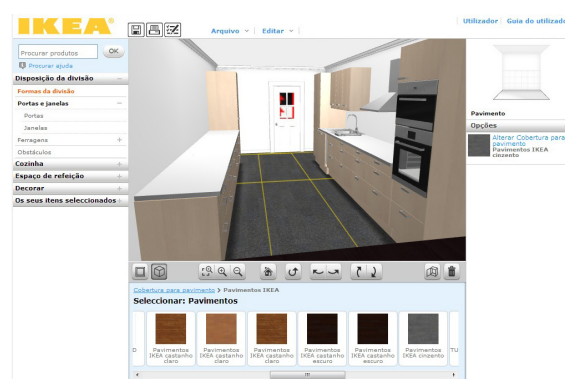 IKEA
Arquivo
Editar
Utilizador
Guia do utilizado
Procurar produtos
OK
Procurar ajuda
Disposição da divisão
Formas da divisão
Portas e janelas
Portas
Janelas
Ferragens
Obstáculos
Cozinha
Espaço de refeição
Decorar
Os seus itens seleccionados
Pavimento
Opções
Alterar Cobertura para
pavimento
Pavimentos IKEA
cinzento
Cobertura para pavimento > Pavimentos IKEA
Seleccionar: Pavimentos
Pavimentos
IKEA castanho
claro
Pavimentos
IKEA castanho
claro
Pavimentos
IKEA castanho
claro
Pavimentos
IKEA castanho
escuro
Pavimentos
IKEA castanho
escuro
Pavimentos
IKEA cinzento
TU